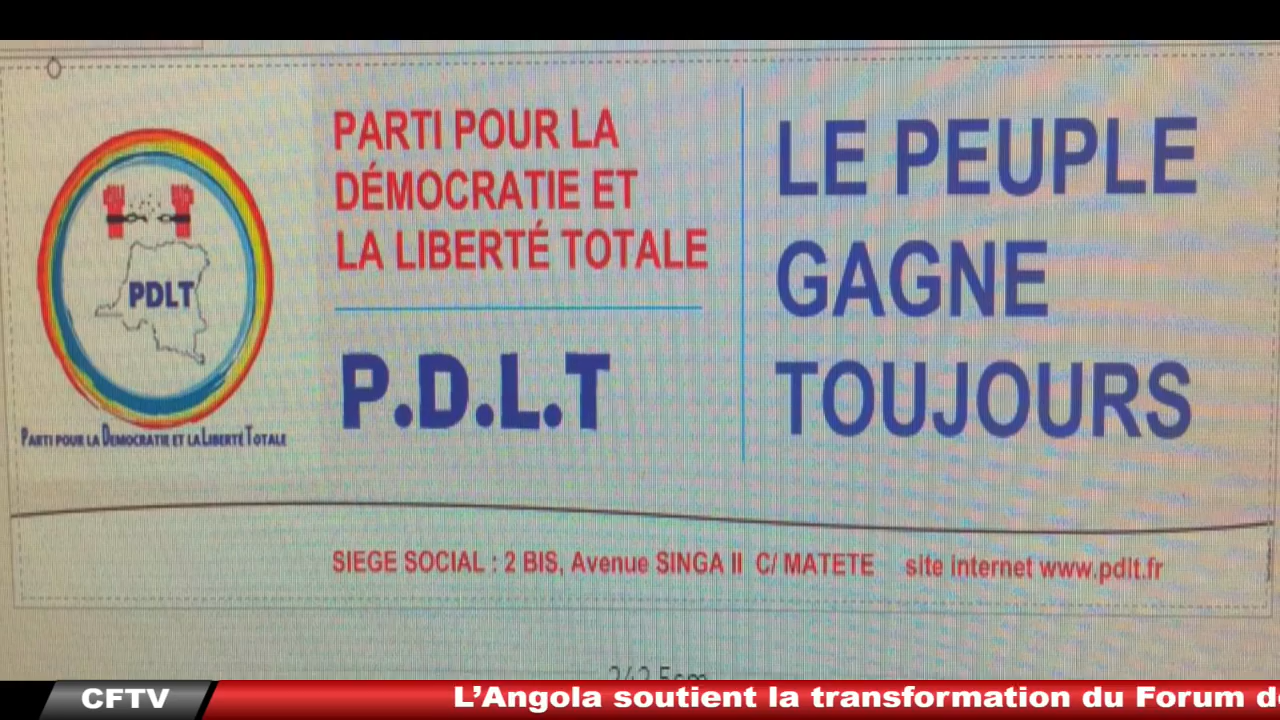 PDLT
PARTI POUR LA DEMOCRATIE ET LA LIBERTÉ TOTALE
PARTI POUR LA
DÉMOCRATIE ET
LA LIBERTÉ TOTALE
P.D.L.T
LE PEUPLE
GAGNE
TOUJOURS
SIEGE SOCIAL : 2 BIS, Avenue SINGA II C/ MATETE site internet www.pdlt.fr
CFTV
L'Angola soutient la transformation du Forum